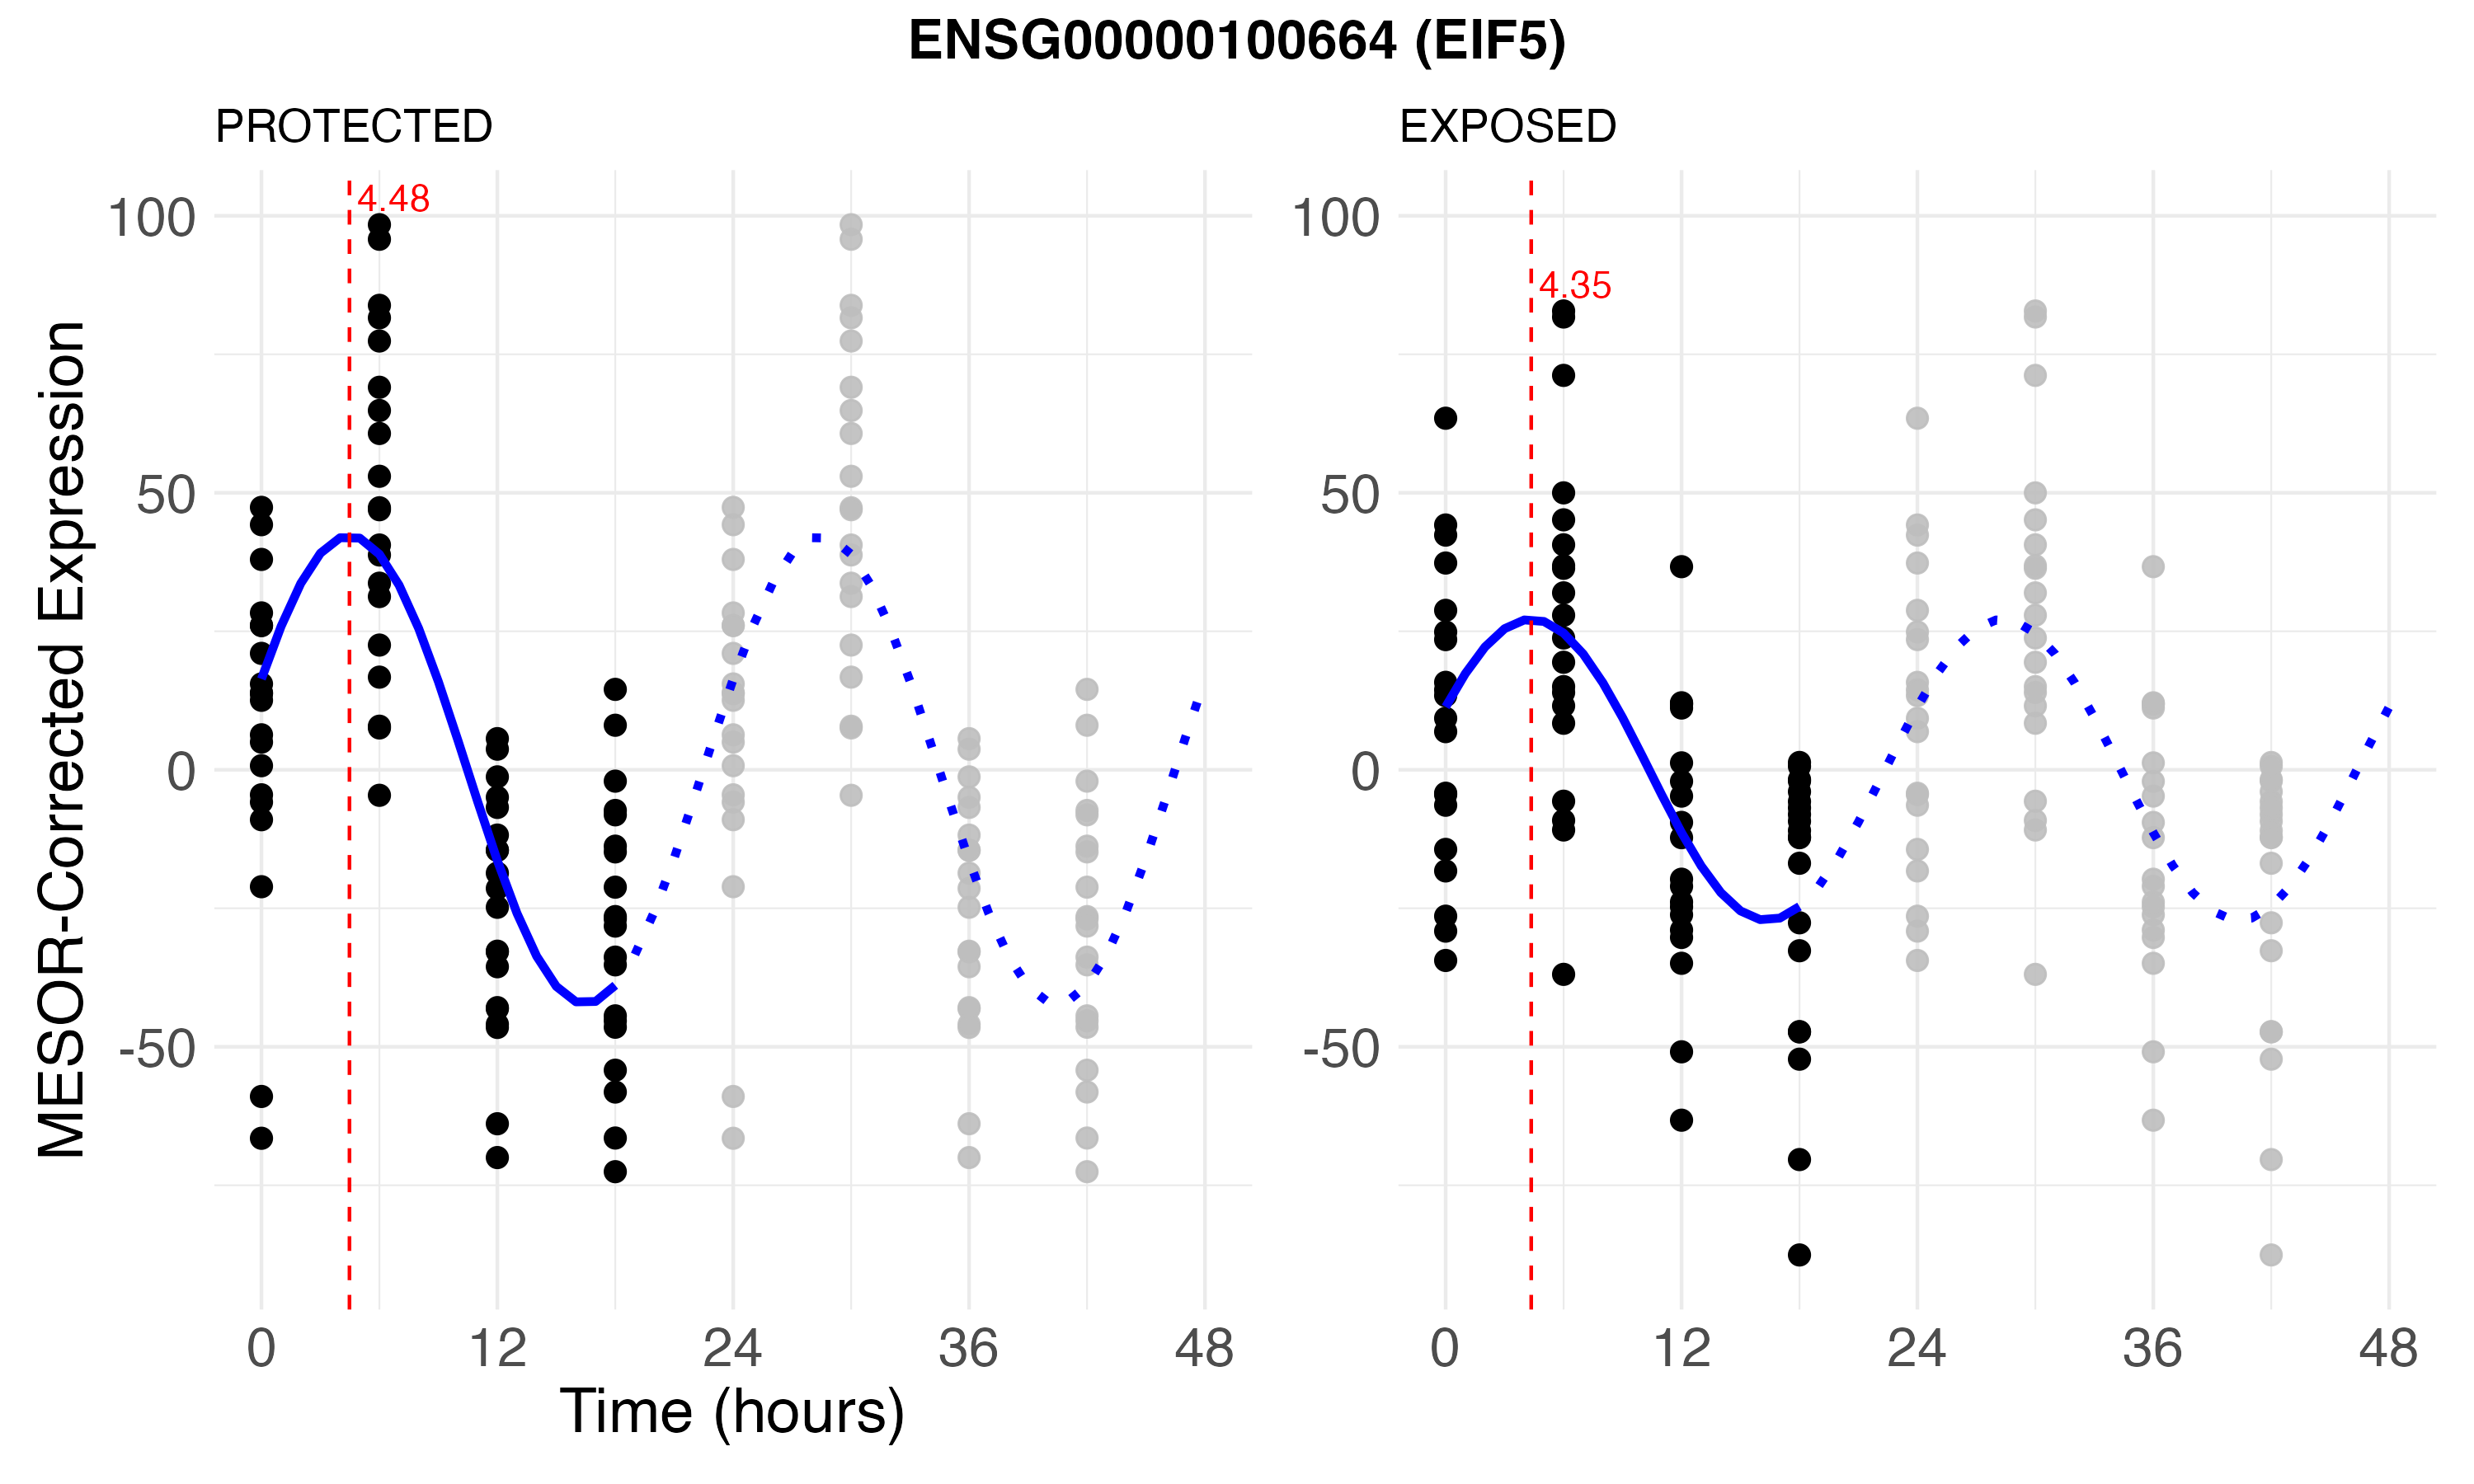 ENSG00000100664 (EIF5)
PROTECTED
EXPOSED
MESOR-Corrected Expression
100
50
0
-50
4.48
0 12 24 36 48
Time (hours)
100
50
0
-50
4.35
0 12 24 36 48